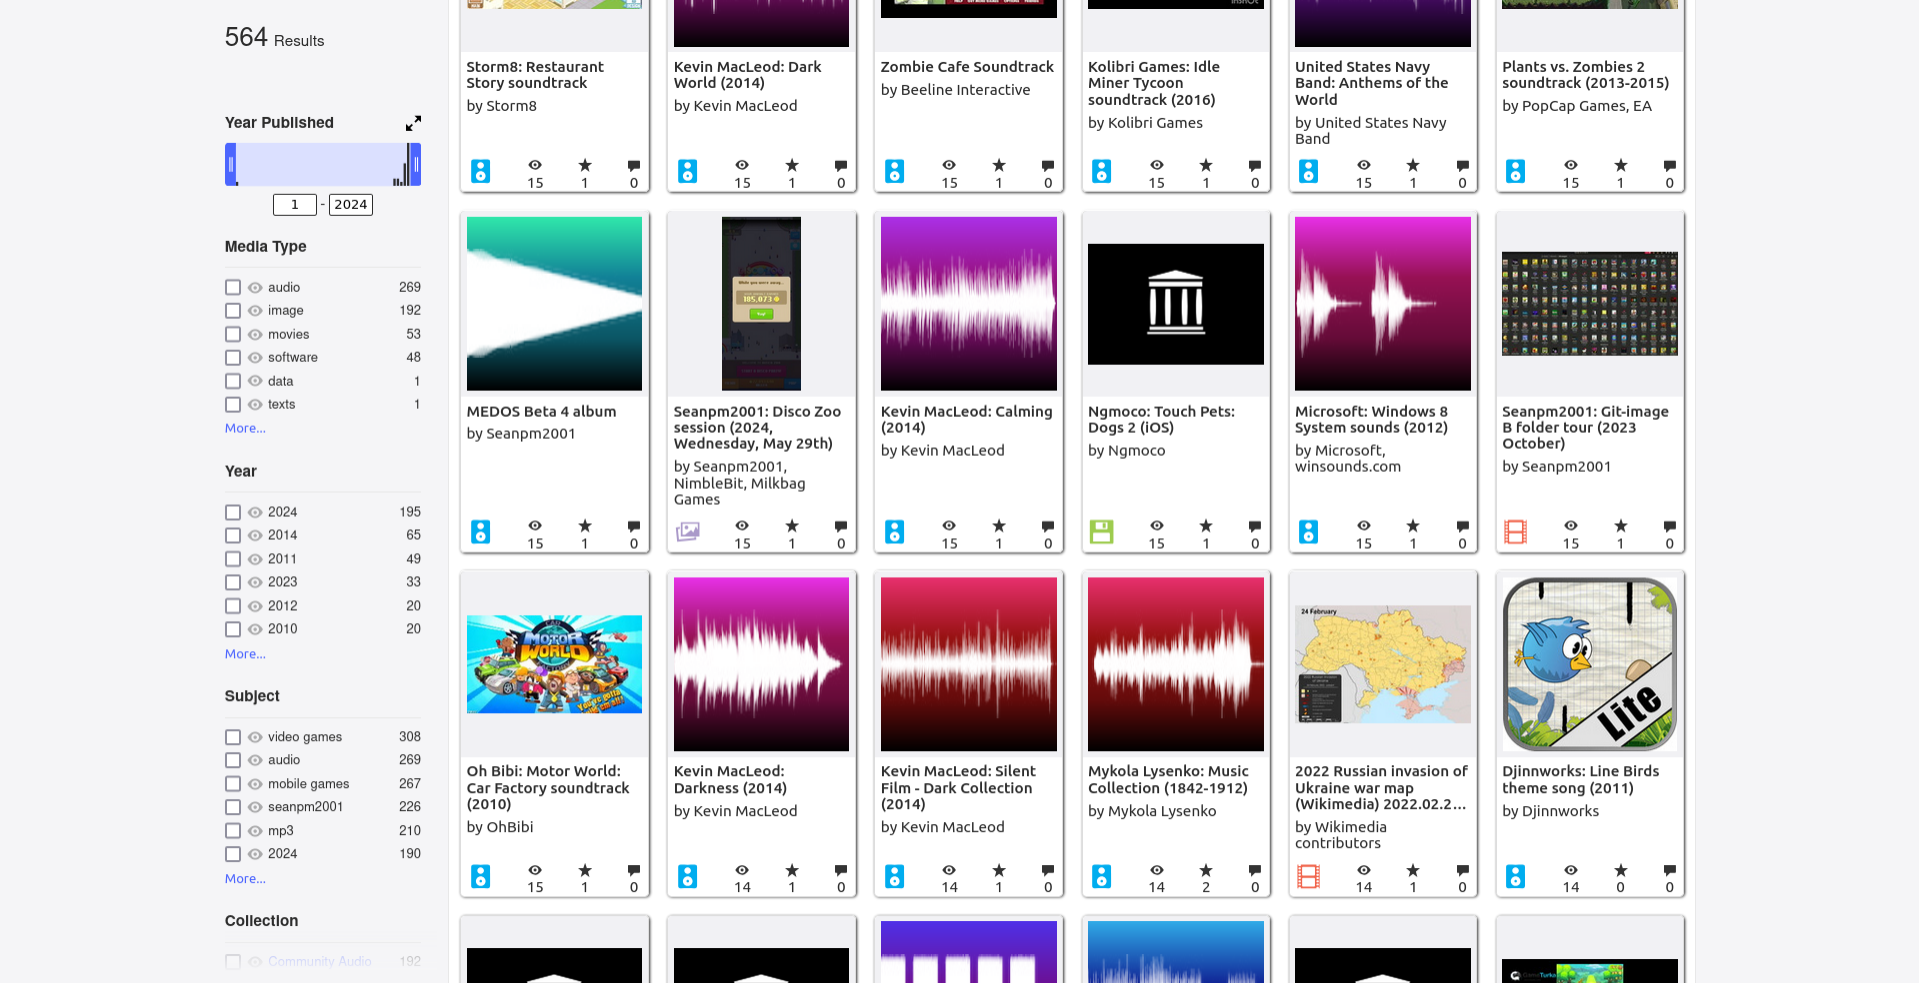 564 Results
Year Published
1 - 2024
Media Type
audio 269
image 192
movies 53
software 48
data 1
texts 1
More...
Year
2024 195
2014 65
2011 49
2023 33
2012 20
2010 20
More...
Subject
video games 308
audio 269
mobile games 267
seanpm2001 226
mp3 210
2024 190
More...
Collection
Community Audio 192
Storm8: Restaurant
Story soundtrack
by Storm8
15 1 0
Kevin MacLeod: Dark
World (2014)
by Kevin MacLeod
15 1 0
Zombie Cafe Soundtrack
by Beeline Interactive
15 1 0
Kolibri Games: Idle
Miner Tycoon
soundtrack (2016)
by Kolibri Games
15 1 0
United States Navy
Band: Anthems of the
World
by United States Navy
Band
15 1 0
Plants vs. Zombies 2
soundtrack (2013-2015)
by PopCap Games, EA
15 1 0
MEDOS Beta 4 album
by Seanpm2001
15 1 0
185,073
Seanpm2001: Disco Zoo
session (2024,
Wednesday, May 29th)
by Seanpm2001,
NimbleBit, Milkbag
Games
15 1 0
Kevin MacLeod: Calming
(2014)
by Kevin MacLeod
15 1 0
Ngmoco: Touch Pets:
Dogs 2 (iOS)
by Ngmoco
15 1 0
Microsoft: Windows 8
System sounds (2012)
by Microsoft,
winsounds.com
15 1 0
Seanpm2001: Git-image
B folder tour (2023
October)
by Seanpm2001
15 1 0
MOTOR
WORLD
Oh Bibi: Motor World:
Car Factory soundtrack
(2010)
by OhBibi
15 1 0
Kevin MacLeod:
Darkness (2014)
by Kevin MacLeod
14 1 0
Kevin MacLeod: Silent
Film - Dark Collection
(2014)
by Kevin MacLeod
14 1 0
Mykola Lysenko: Music
Collection (1842-1912)
by Mykola Lysenko
14 2 0
24 February
2022 Russian invasion of
Ukraine war map
(Wikimedia) 2022.02.2...
by Wikimedia
contributors
14 1 0
Lite
Djinnworks: Line Birds
theme song (2011)
by Djinnworks
14 0 0